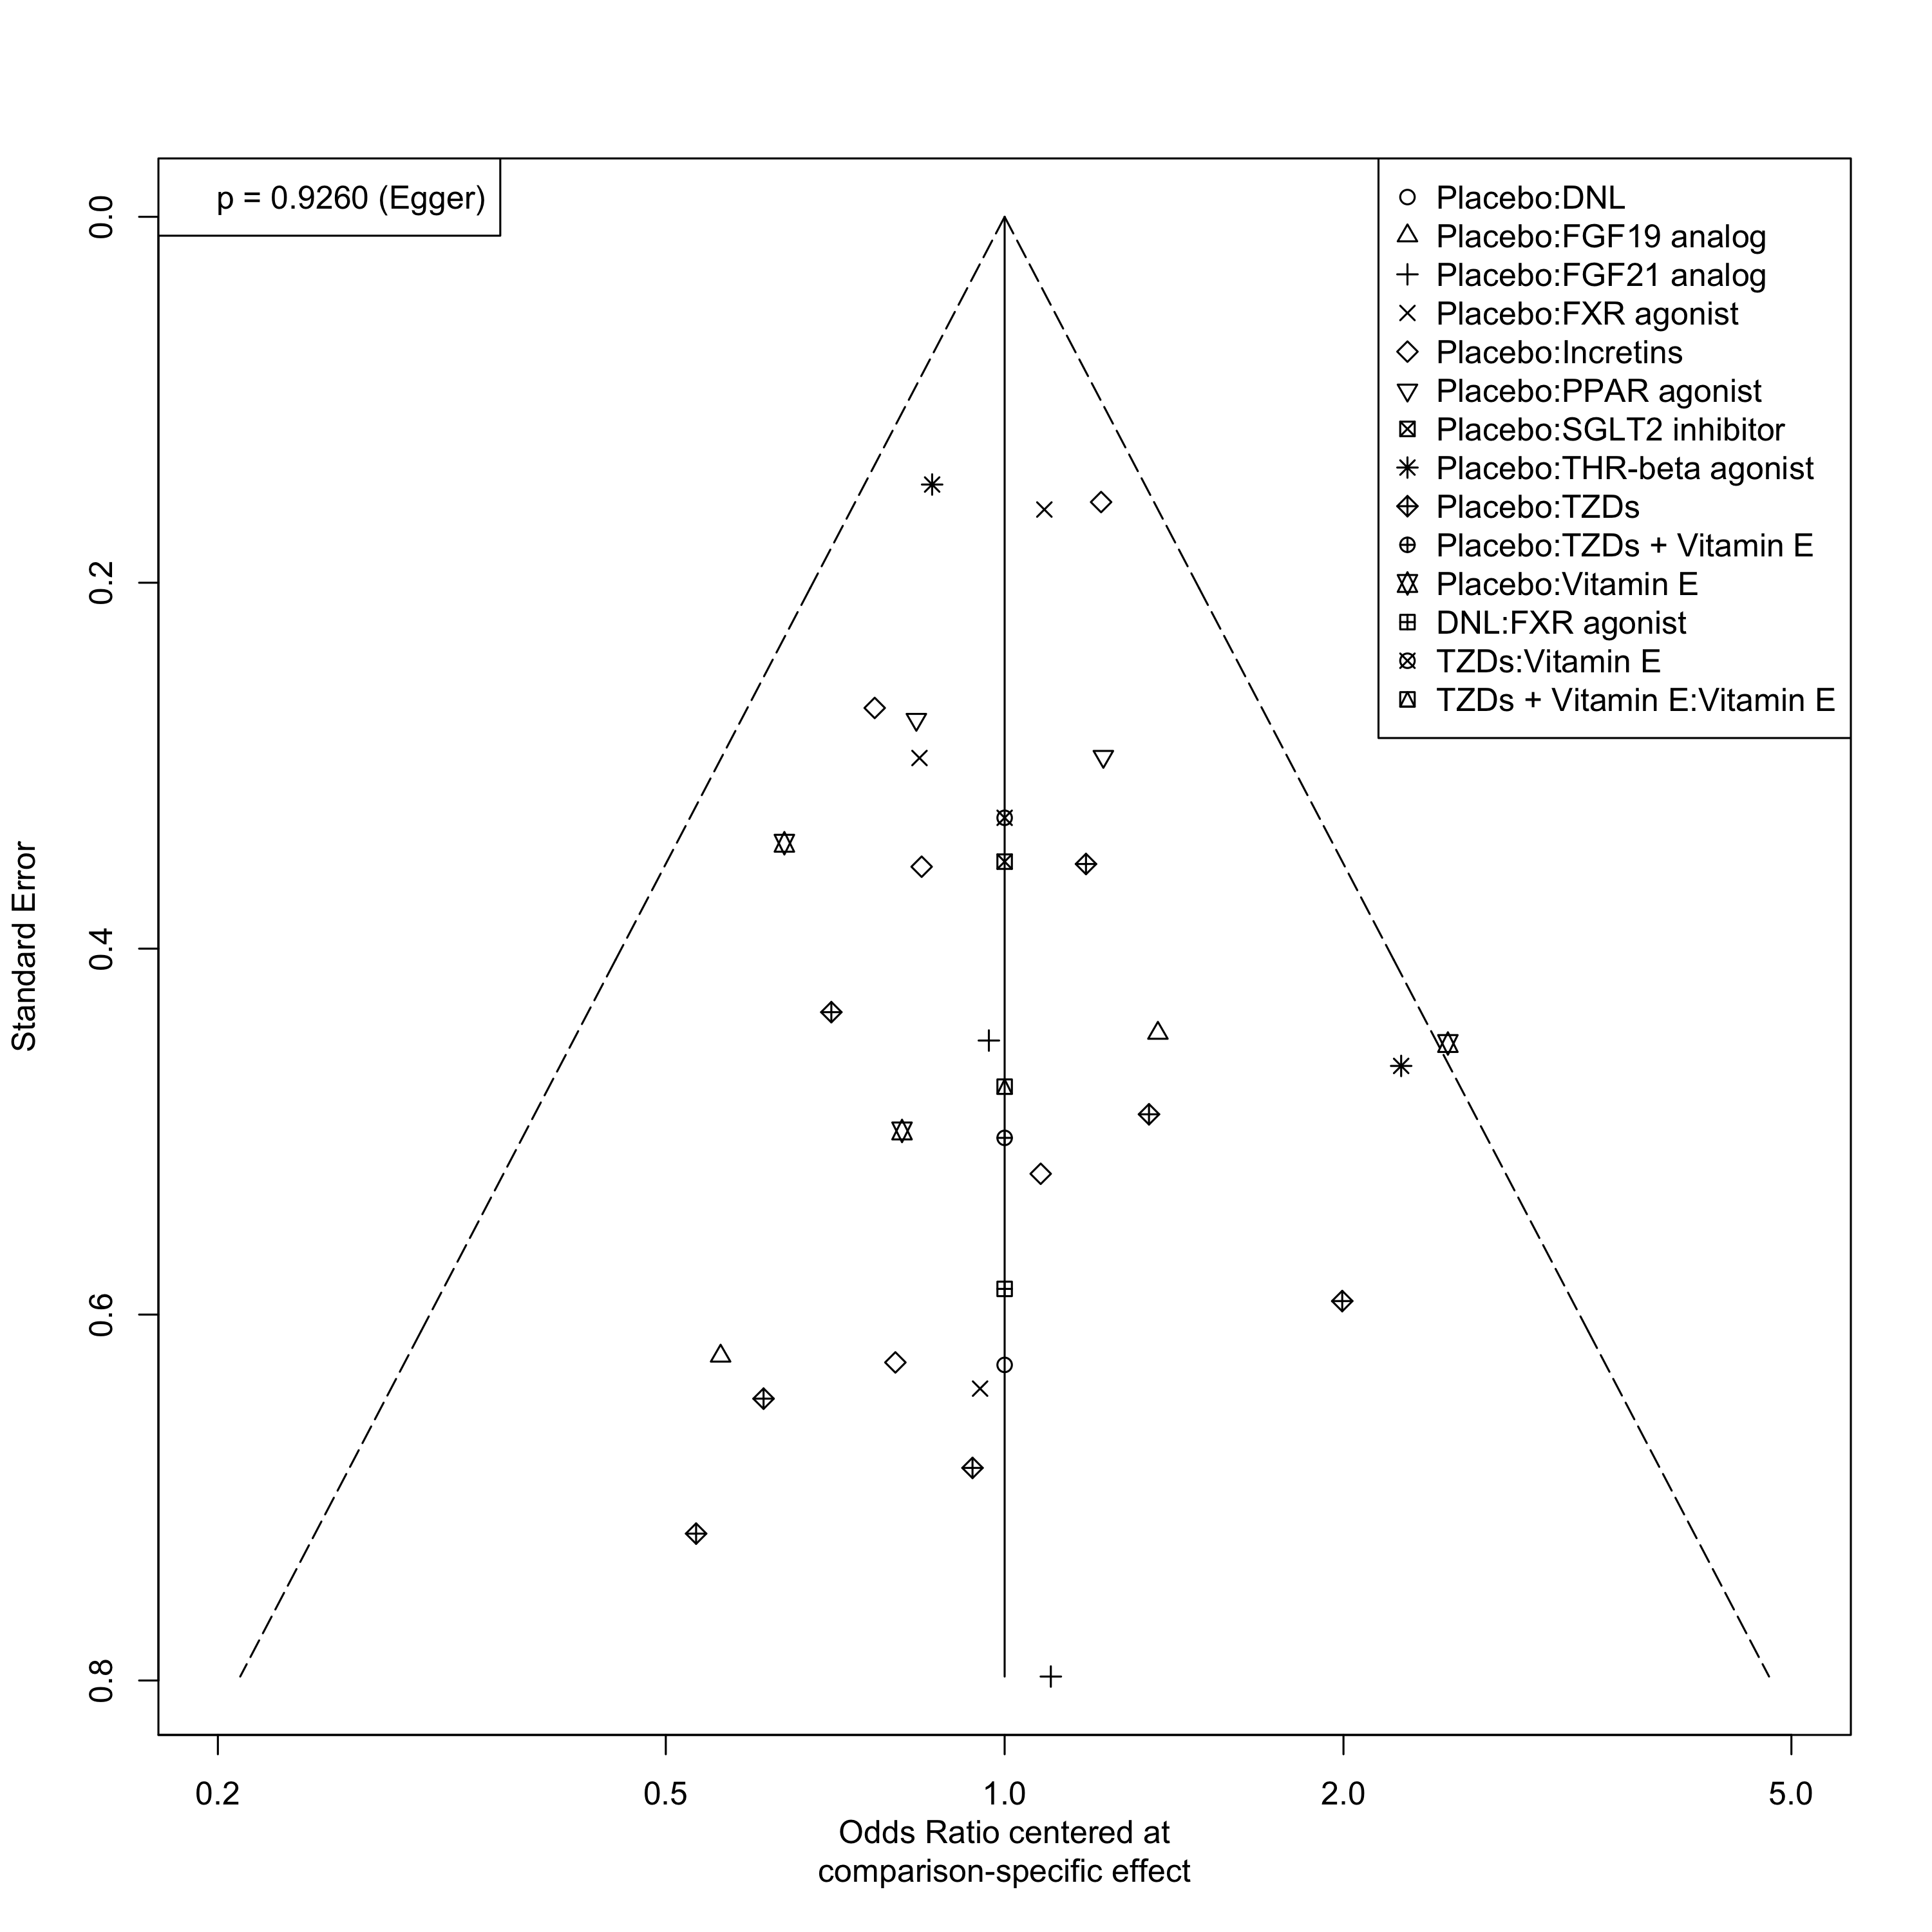 p = 0.9260 (Egger)
Placebo:DNL
Placebo:FGF19 analog
Placebo:FGF21 analog
Placebo:FXR agonist
Placebo:Incretins
Placebo:PPAR agonist
Placebo:SGLT2 inhibitor
Placebo:THR-beta agonist
Placebo:TZDs
Placebo:TZDs + Vitamin E
Placebo:Vitamin E
DNL:FXR agonist
TZDs:Vitamin E
TZDs + Vitamin E:Vitamin E
Standard Error
0.0
0.2
0.4
0.6
0.8
0.2 0.5 1.0 2.0 5.0
Odds Ratio centered at
comparison-specific effect